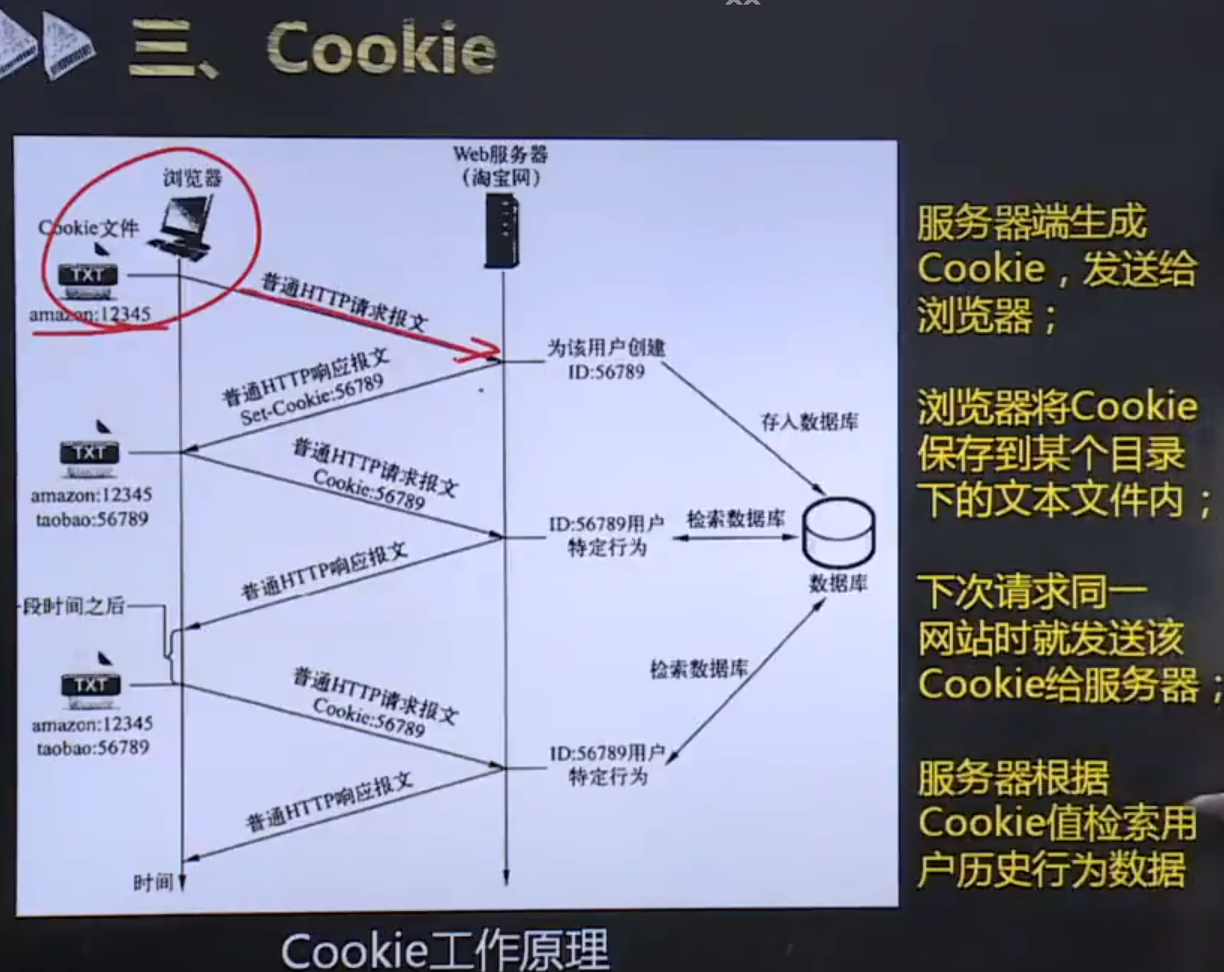 三、Cookie
浏览器
Web服务器
（淘宝网）
Cookie文件
TXT
amazon:12345
普通HTTP请求报文
为该用户创建
ID:56789
普通HTTP响应报文
Set-Cookie:56789
存入数据库
TXT
amazon:12345
taobao:56789
普通HTTP请求报文
Cookie:56789
ID:56789用户
特定行为
检索数据库
数据库
普通HTTP响应报文
段时间之后
TXT
amazon:12345
taobao:56789
普通HTTP请求报文
Cookie:56789
检索数据库
ID:56789用户
特定行为
普通HTTP响应报文
时间
服务器端生成
Cookie，发送给
浏览器；
浏览器将Cookie
保存到某个目录
下的文本文件内；
下次请求同一
网站时就发送该
Cookie给服务器；
服务器根据
Cookie值检索用
户历史行为数据
Cookie工作原理